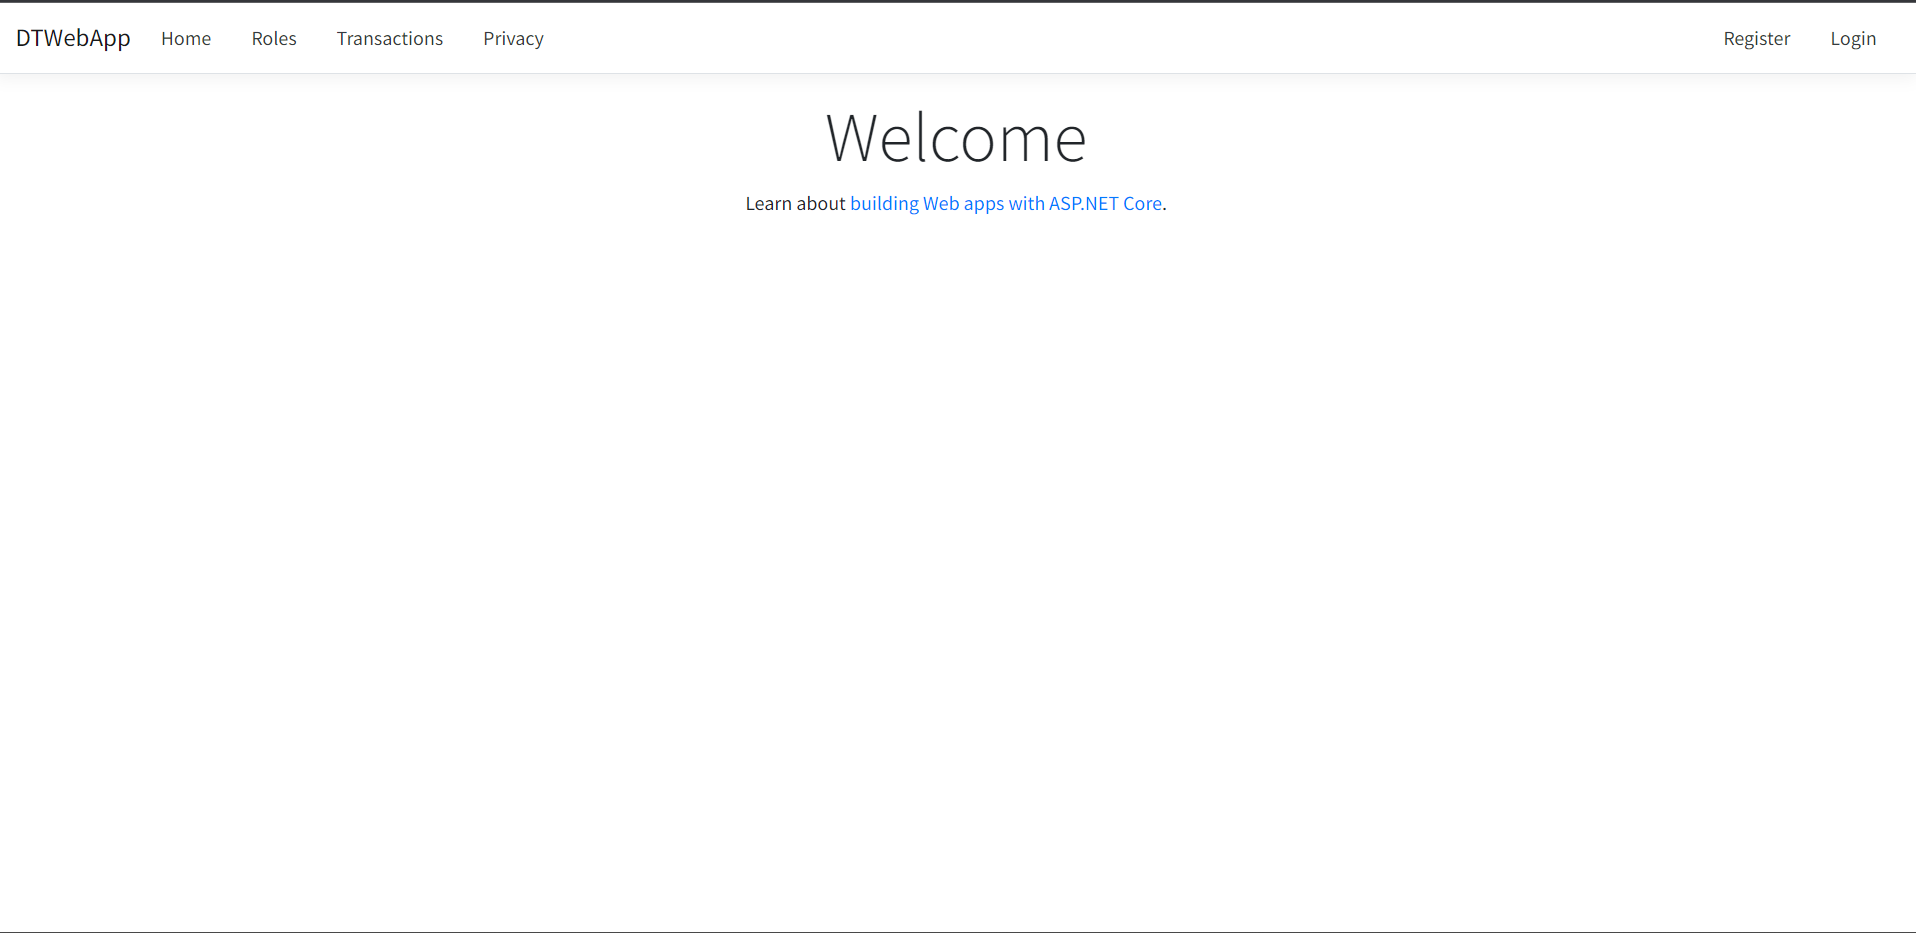 DTWebApp Home Roles Transactions Privacy Register Login
Welcome
Learn about building Web apps with ASP.NET Core.